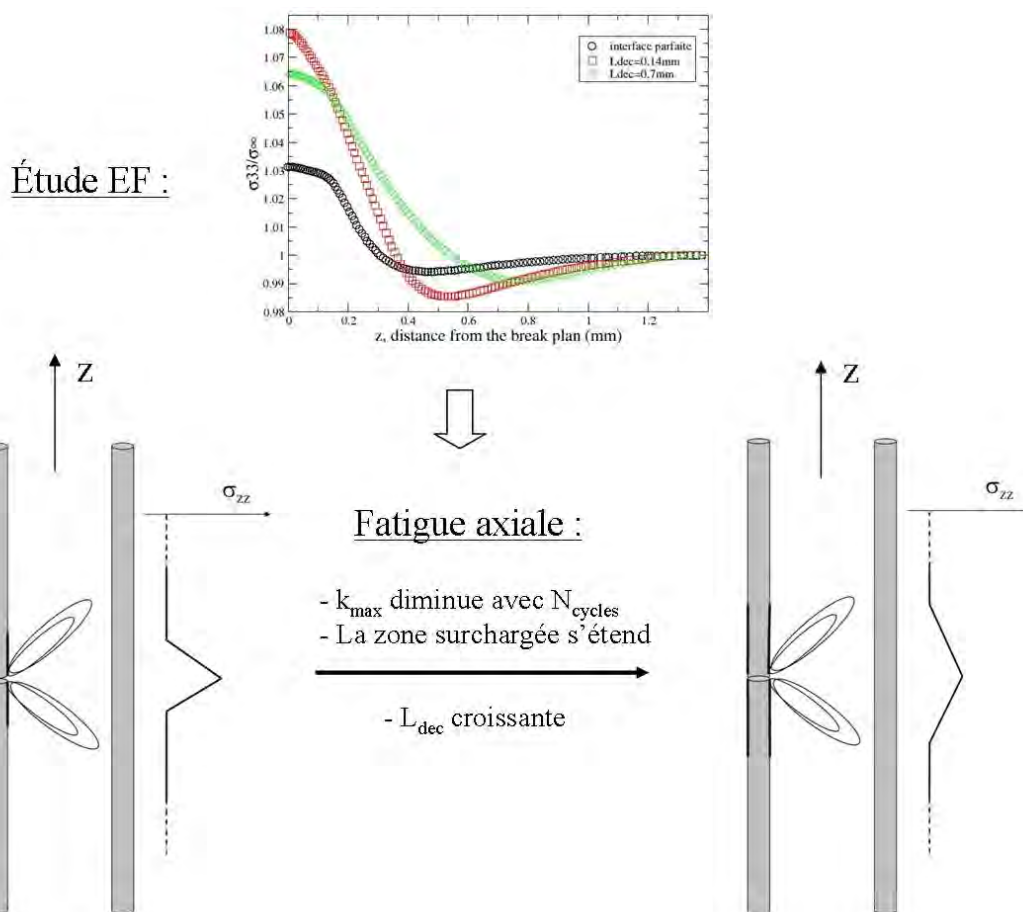 1.08
1.07
1.06
1.05
1.04
1.03
1.02
1.01
1
0.99
0.98
σ33/σ∞
interface parfaite
Ldec=0.14mm
Ldec=0.7mm
0 0.2 0.4 0.6 0.8 1 1.2
z, distance from the break plan (mm)
Étude EF :
Z
Z
σzz
σzz
Fatigue axiale :
- kmax diminue avec Ncycles
- La zone surchargée s'étend
- Ldec croissante